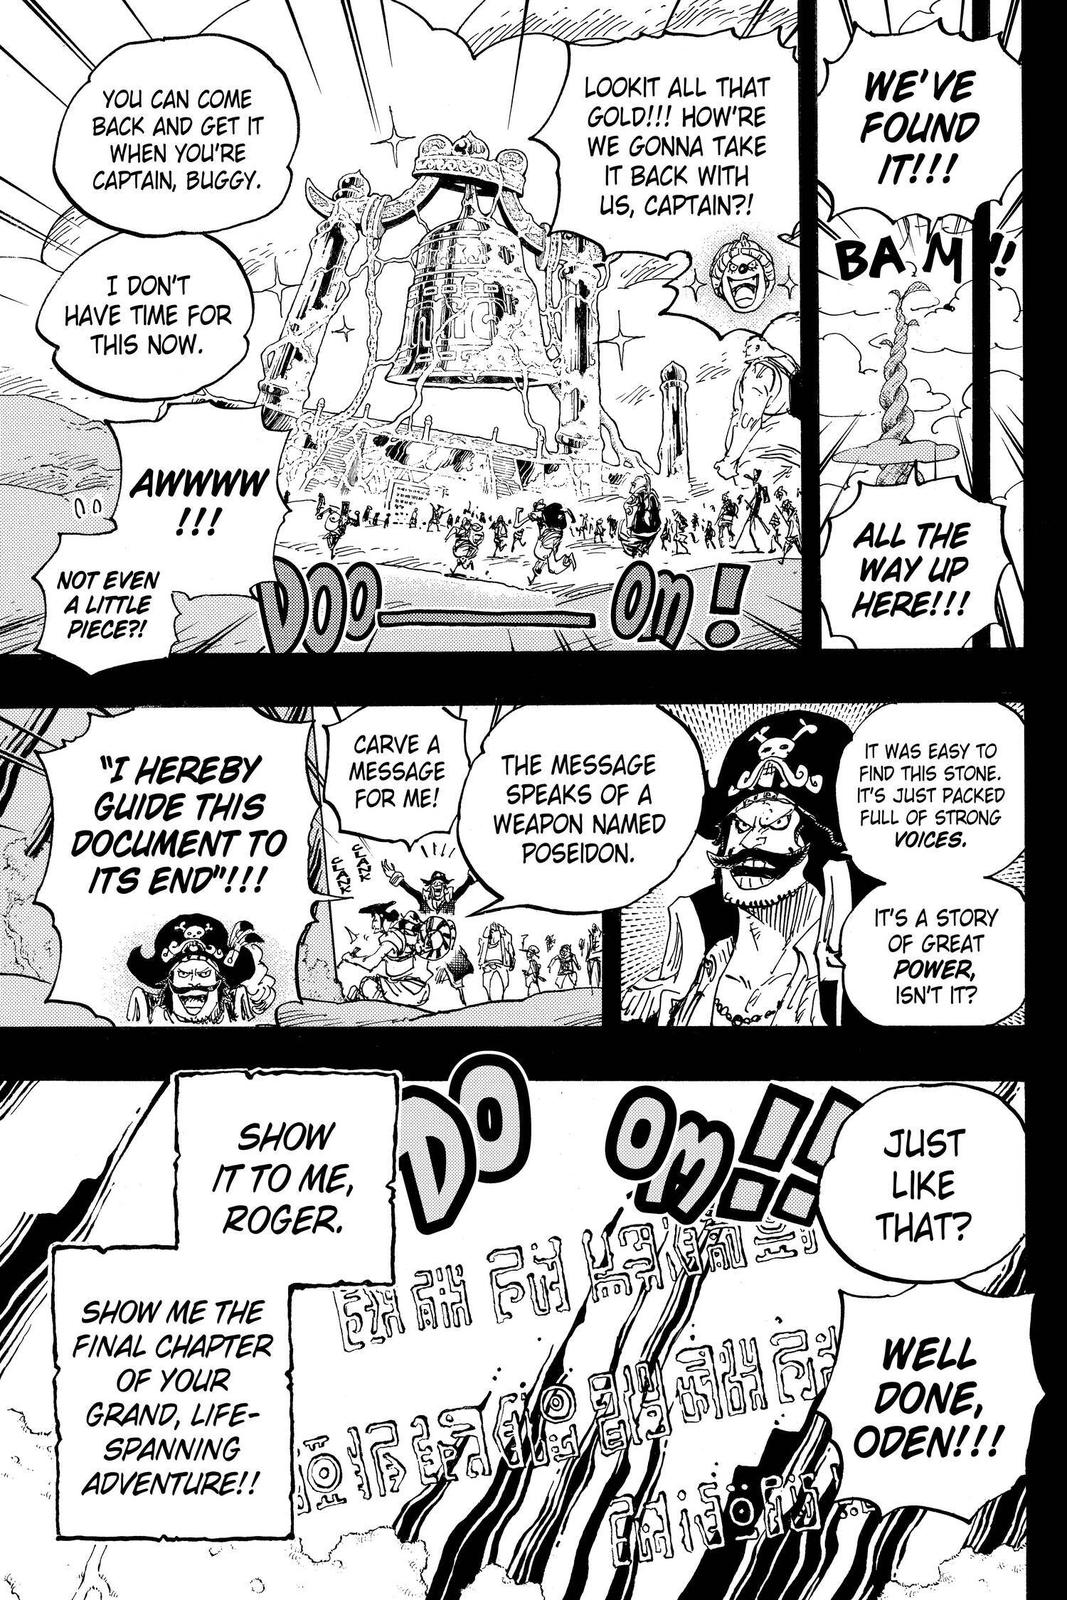 WE'VE
FOUND
IT!!!
BAM!!
ALL THE
WAY UP
HERE!!!
LOOKIT ALL THAT
GOLD!!! HOW'RE
WE GONNA TAKE
IT BACK WITH
US, CAPTAIN?!
YOU CAN COME
BACK AND GET IT
WHEN YOU'RE
CAPTAIN, BUGGY.
I DON'T
HAVE TIME FOR
THIS NOW.
AWWWW
!!!
NOT EVEN
A LITTLE
PIECE?!
DOO—OM!
IT WAS EASY TO
FIND THIS STONE.
IT'S JUST PACKED
FULL OF STRONG
VOICES.
IT'S A STORY
OF GREAT
POWER,
ISN'T IT?
THE MESSAGE
SPEAKS OF A
WEAPON NAMED
POSEIDON.
CARVE A
MESSAGE
FOR ME!
CLANK
CLANK
"I HEREBY
GUIDE THIS
DOCUMENT TO
ITS END"!!!
JUST
LIKE
THAT?
WELL
DONE,
ODEN!!!
DOOM!!
SHOW
IT TO ME,
ROGER.
SHOW ME THE
FINAL CHAPTER
OF YOUR
GRAND, LIFE-
SPANNING
ADVENTURE!!